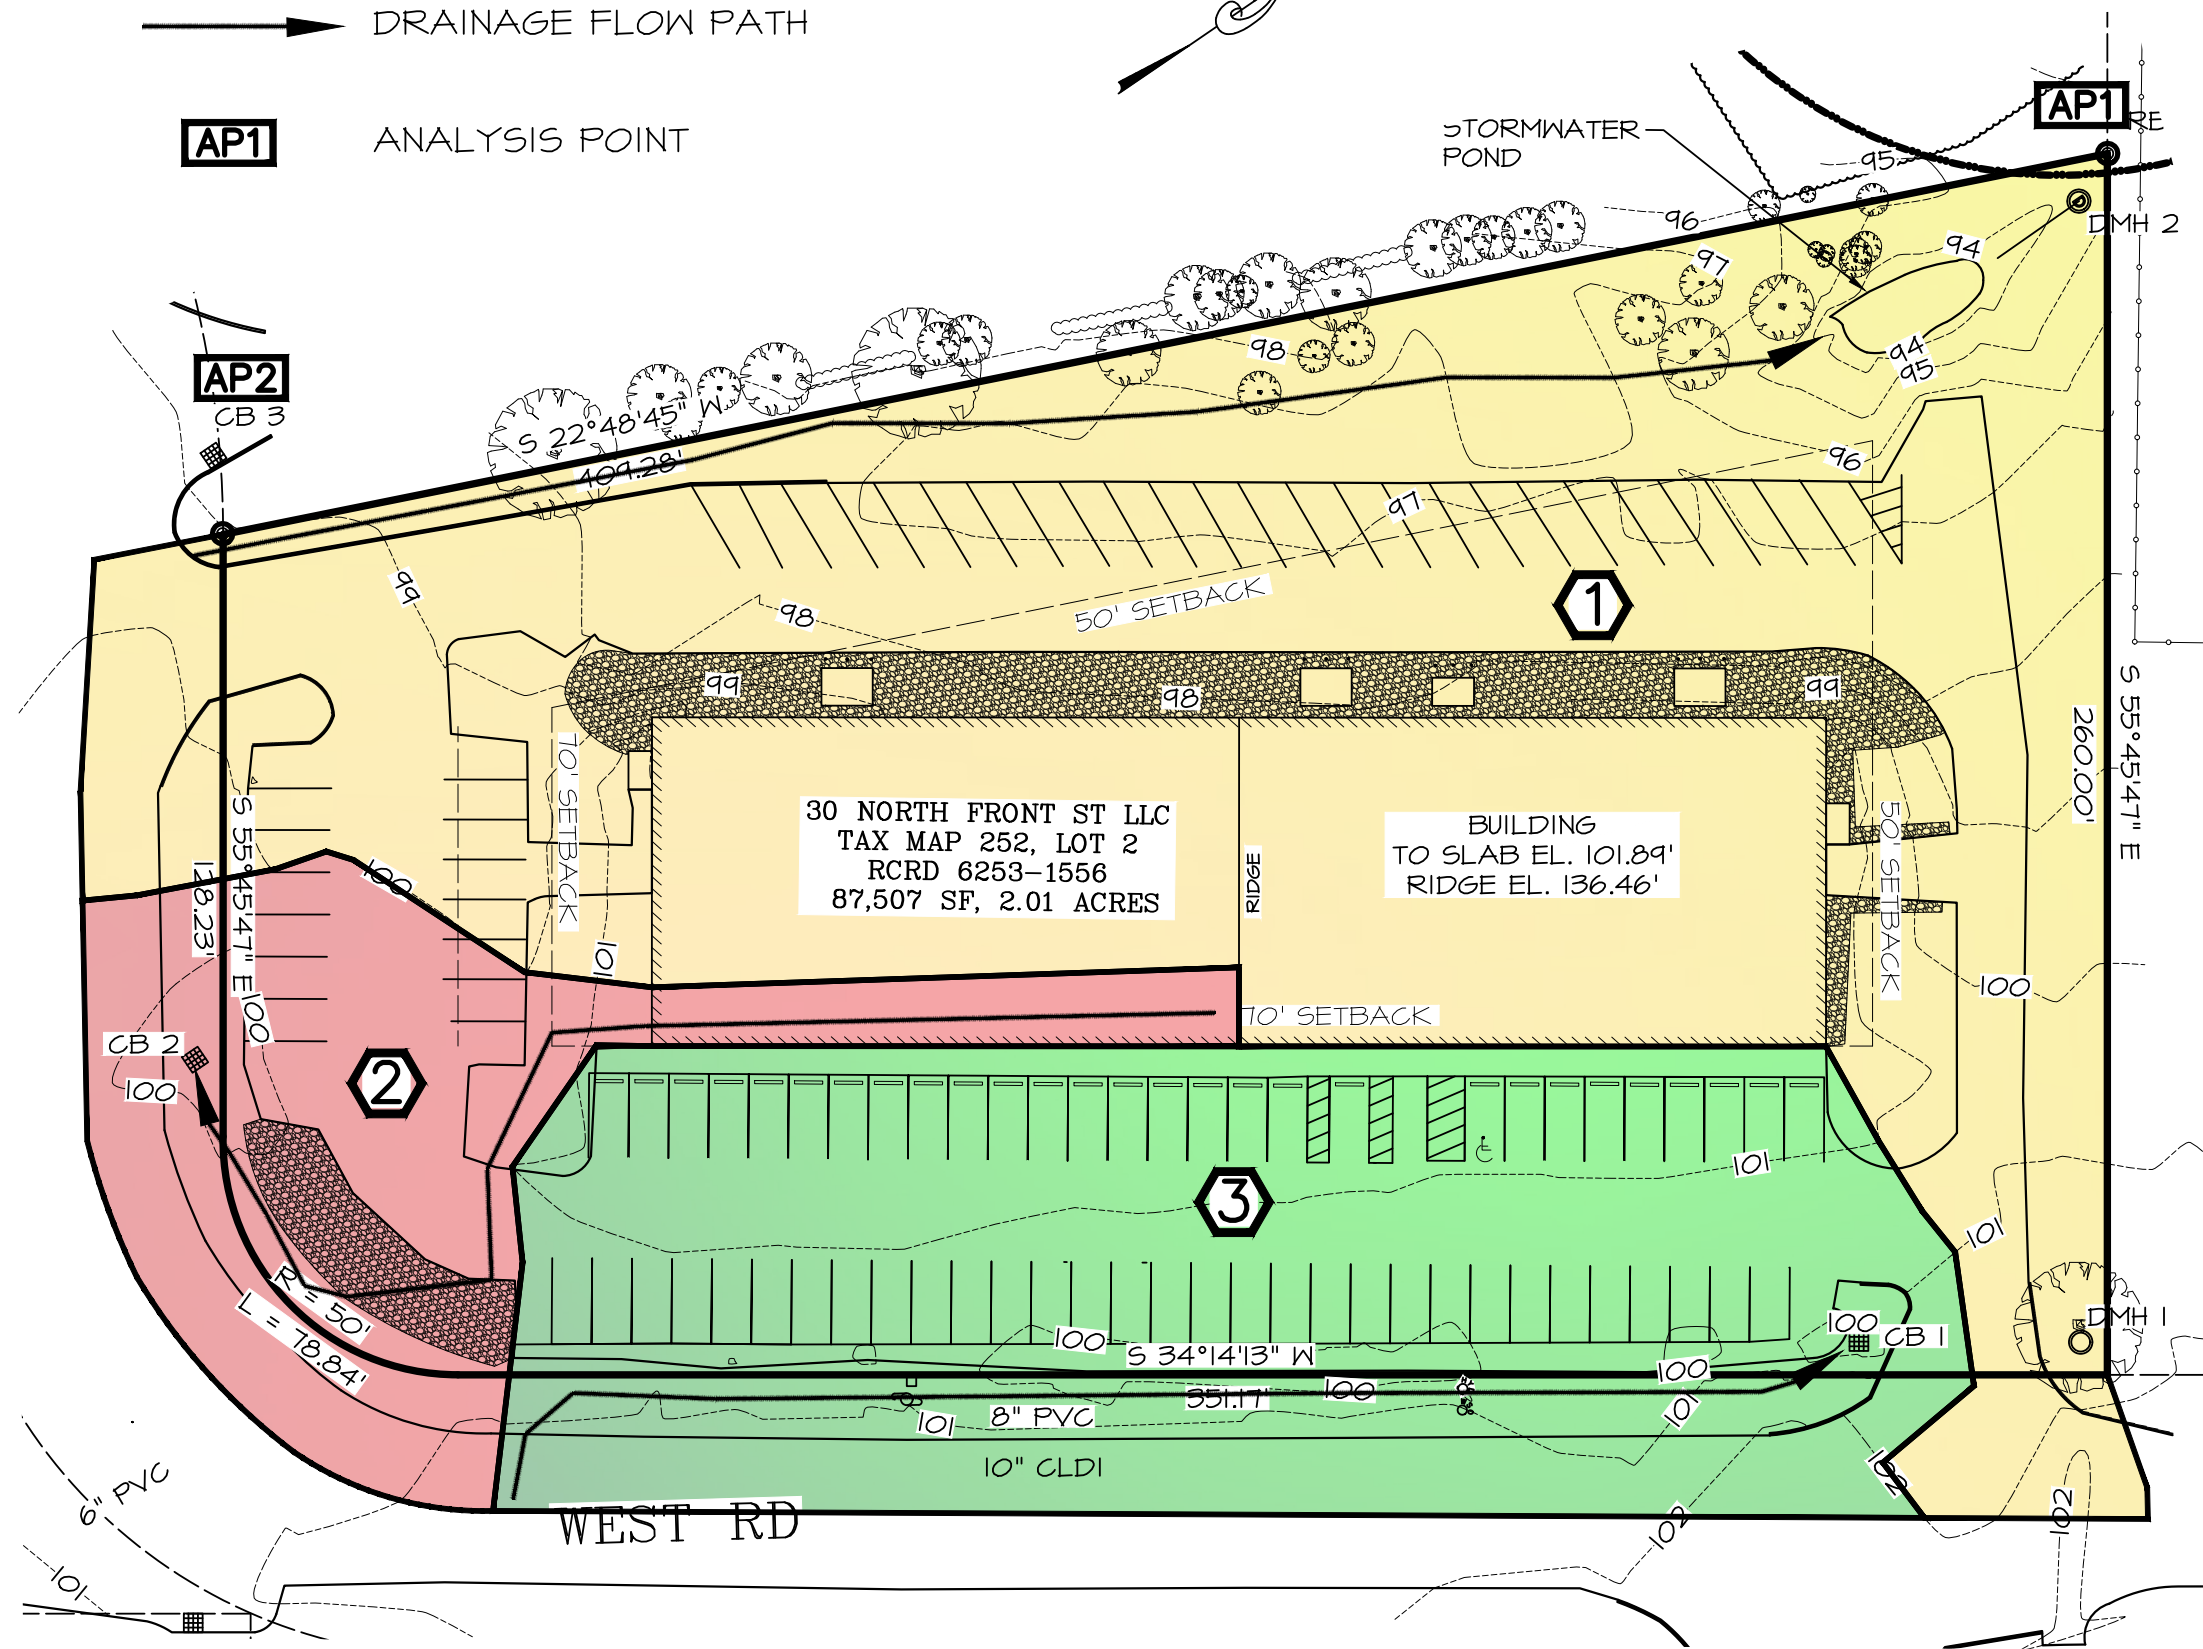 DRAINAGE FLOW PATH
AP1 ANALYSIS POINT
AP1
RE
STORMWATER
POND
95
DMH 2
96
97
94
94
95
98
AP2
CB 3
S 22°48'45" W
409.28'
96
97
99
98
50' SETBACK
1
99
98
99
S 55°45'47" E
260.00'
70' SETBACK
S 55°45'47" E
128.23'
30 NORTH FRONT ST LLC
TAX MAP 252, LOT 2
RCRD 6253-1556
87,507 SF, 2.01 ACRES
RIDGE
BUILDING
TO SLAB EL. 101.89'
RIDGE EL. 136.46'
50' SETBACK
100
101
100
100
70' SETBACK
CB 2
100
2
101
3
101
R = 50'
L = 78.84'
100
S 34°14'13" W
351.17'
100
100
100
CB 1
DMH 1
101
8" PVC
101
10" CLDI
102
102
102
WEST RD
6" PVC
101